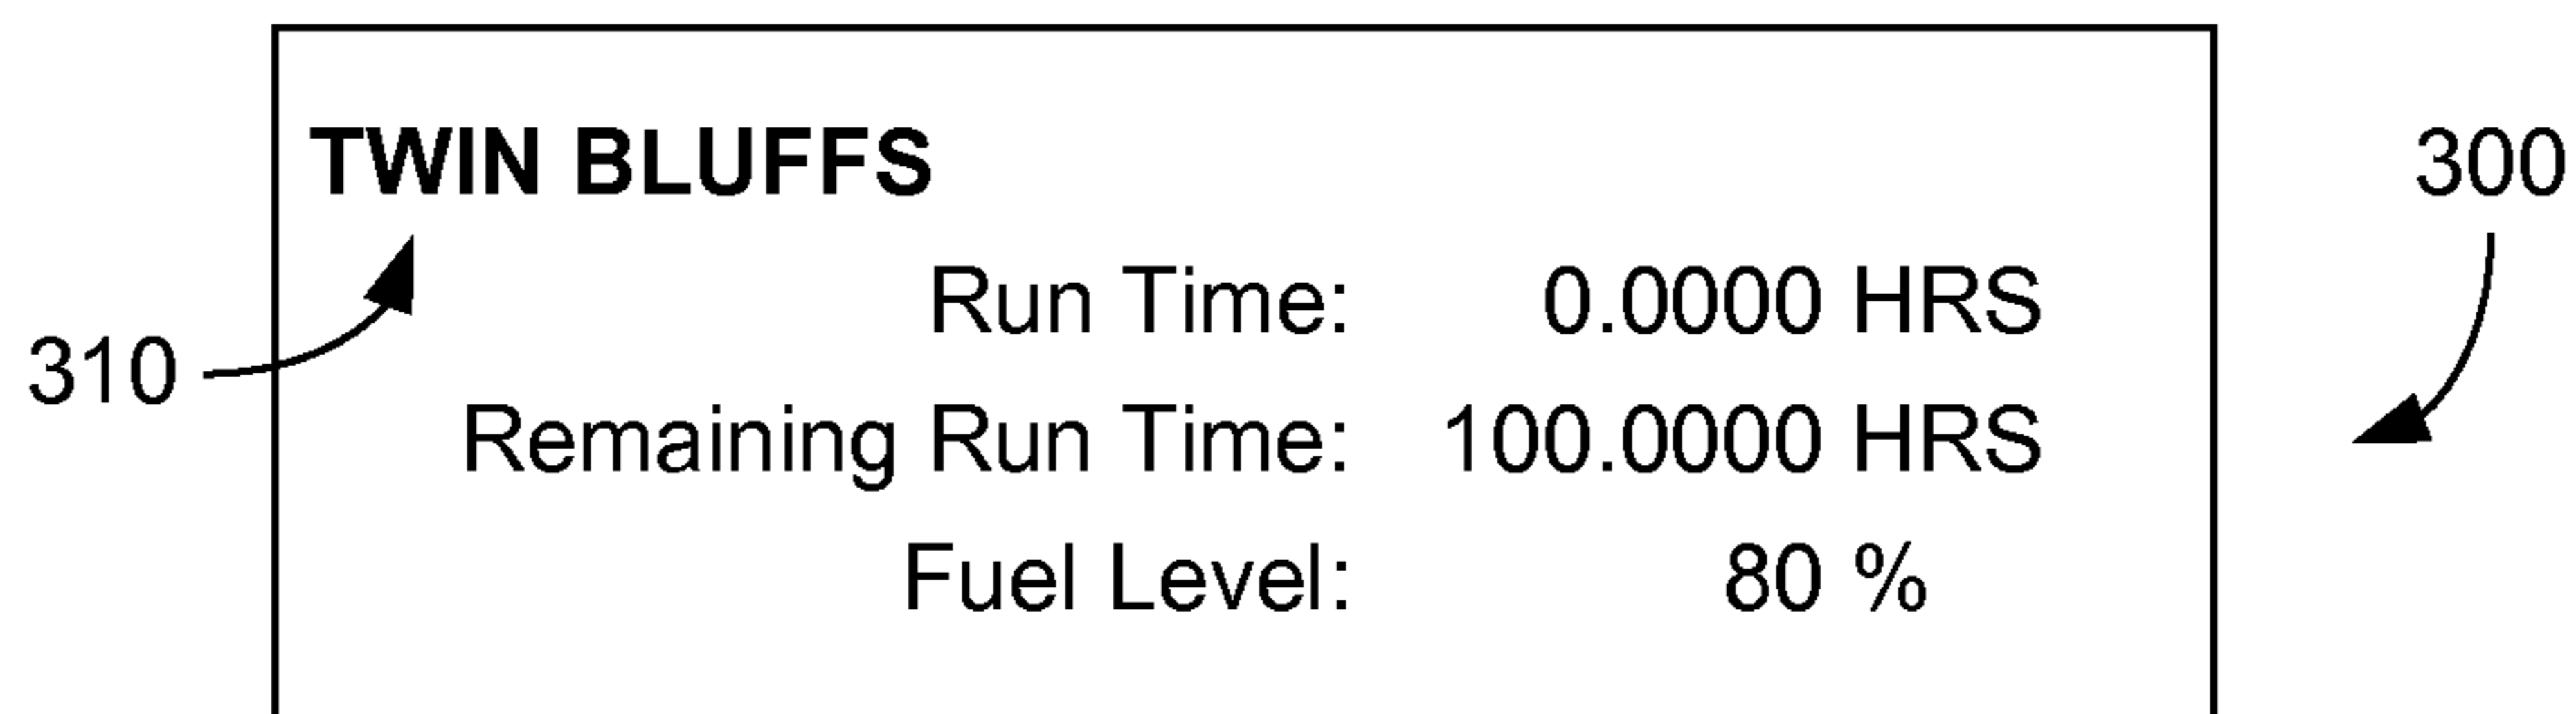 TWIN BLUFFS
300
Run Time: 0.0000 HRS
310
Remaining Run Time: 100.0000 HRS
Fuel Level: 80 %